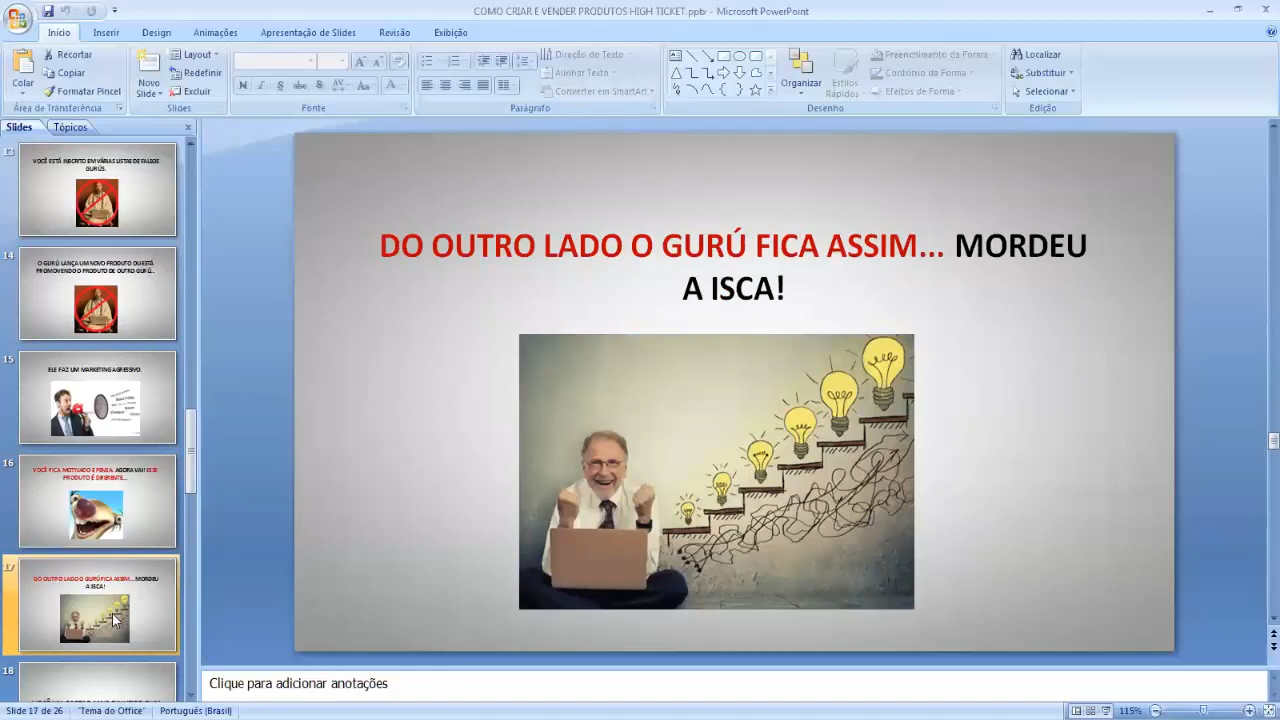 COMO CRIAR E VENDER PRODUTOS HIGH TICKET.pptx - Microsoft PowerPoint
Início Inserir Design Animações Apresentação de Slides Revisão Exibição
Colar
Recortar
Copiar
Formatar Pincel
Área de Transferência
Novo Slide
Layout
Redefinir
Excluir
Slides
N I S abc S AV Aa A
Fonte
Direção do Texto
Alinhar Texto
Converter em SmartArt
Parágrafo
Organizar
Estilos Rápidos
Preenchimento da Forma
Contorno da Forma
Efeitos de Forma
Desenho
Localizar
Substituir
Selecionar
Edição
Slides Tópicos
13
VOCÊ ESTÁ INSCRITO EM VÁRIAS LISTAS DE FALSOS
GURÚS.
14
O GURÚ LANÇA UM NOVO PRODUTO OU ESTÁ
PROMOVENDO O PRODUTO DE OUTRO GURÚ...
15
ELE FAZ UM MARKETING AGRESSIVO.
16
VOCÊ FICA MOTIVADO E PENSA: AGORA VAI! ESSE
PRODUTO É DIFERENTE...
17
DO OUTRO LADO O GURÚ FICA ASSIM... MORDEU
A ISCA!
18
DO OUTRO LADO O GURÚ FICA ASSIM... MORDEU
A ISCA!
Clique para adicionar anotações
Slide 17 de 26 "Tema do Office" Português (Brasil) 115%